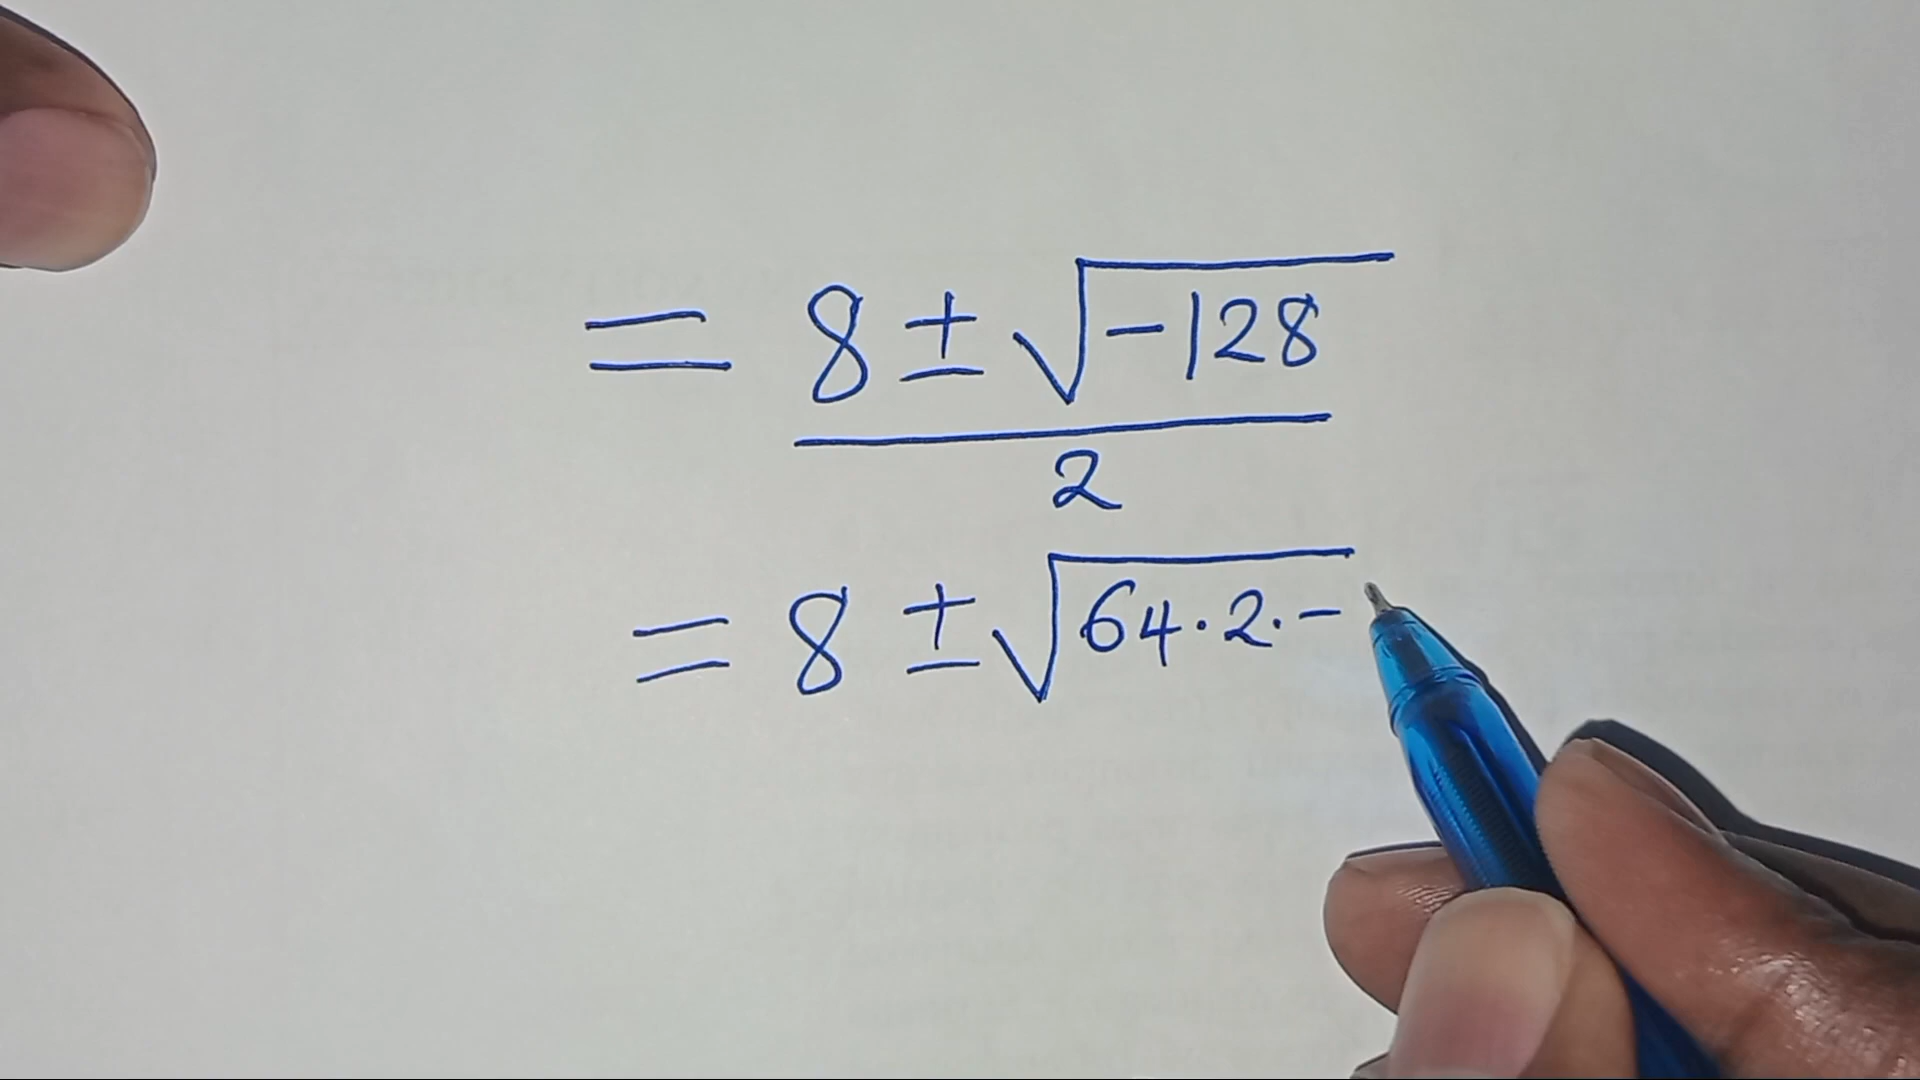 = 8 ± √-128
2
= 8 ± √64·2·-